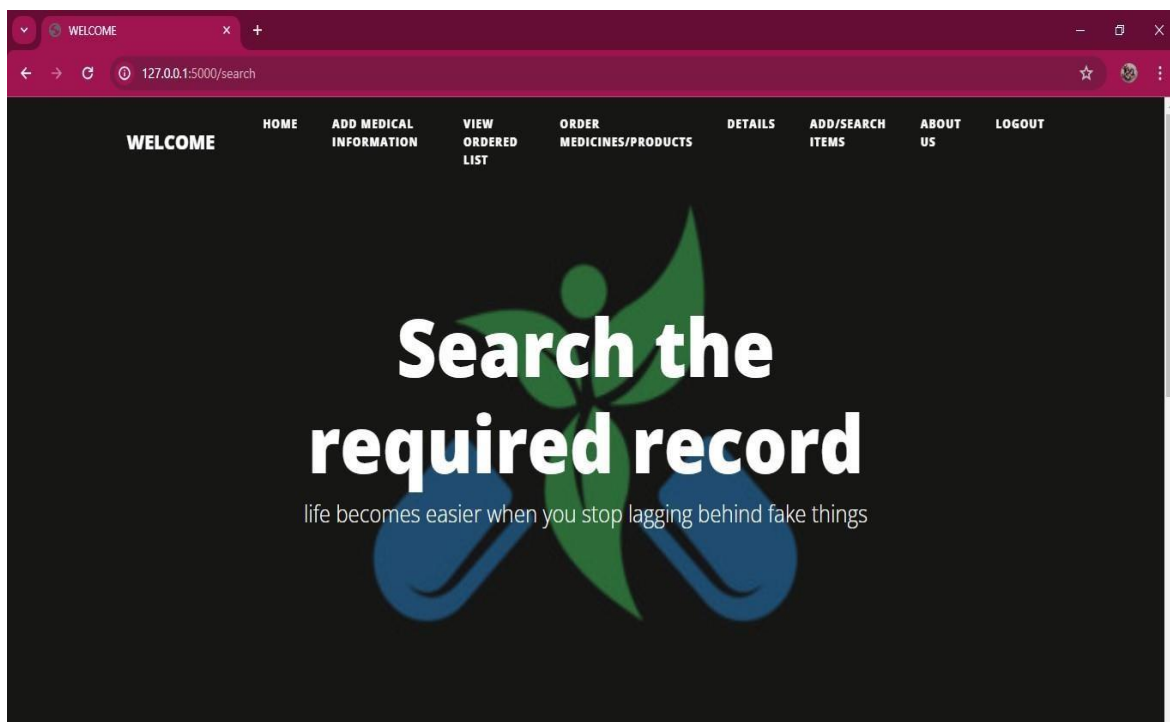 WELCOME
127.0.0.1:5000/search
WELCOME
HOME
ADD MEDICAL
INFORMATION
VIEW
ORDERED
LIST
ORDER
MEDICINES/PRODUCTS
DETAILS
ADD/SEARCH
ITEMS
ABOUT
US
LOGOUT
Search the
required record
life becomes easier when you stop lagging behind fake things